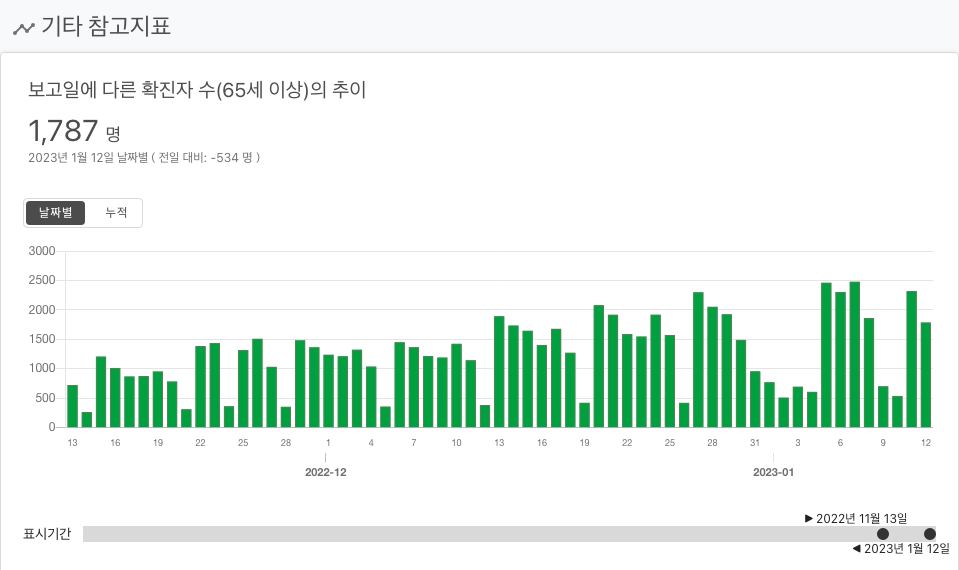 기타 참고지표
보고일에 다른 확진자 수(65세 이상)의 추이
1,787 명
2023년 1월 12일 날짜별 ( 전일 대비: -534 명 )
날짜별 누적
3000
2500
2000
1500
1000
500
0
13 16 19 22 25 28 1 4 7 10 13 16 19 22 25 28 31 3 6 9 12
2022-12 2023-01
▶ 2022년 11월 13일
표시기간
◀ 2023년 1월 12일